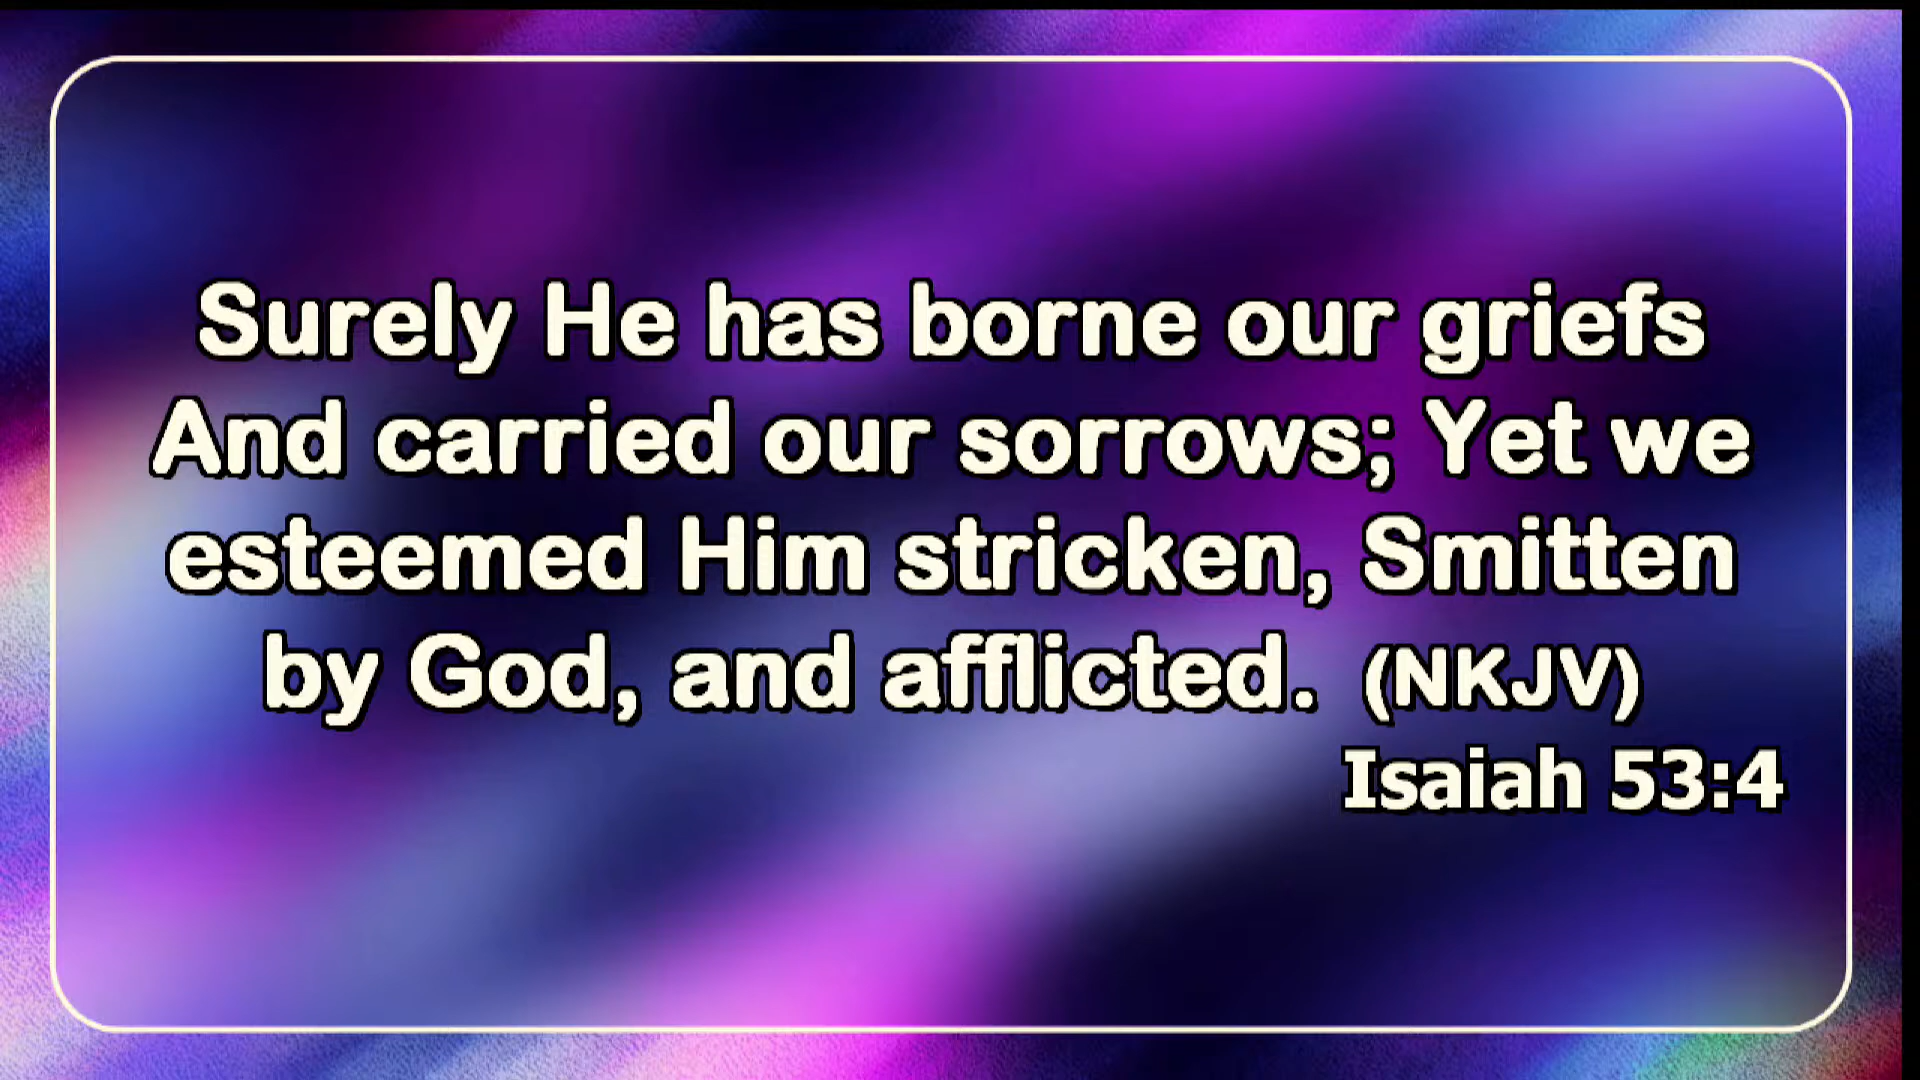 Surely He has borne our griefs
And carried our sorrows; Yet we
esteemed Him stricken, Smitten
by God, and afflicted. (NKJV)
Isaiah 53:4